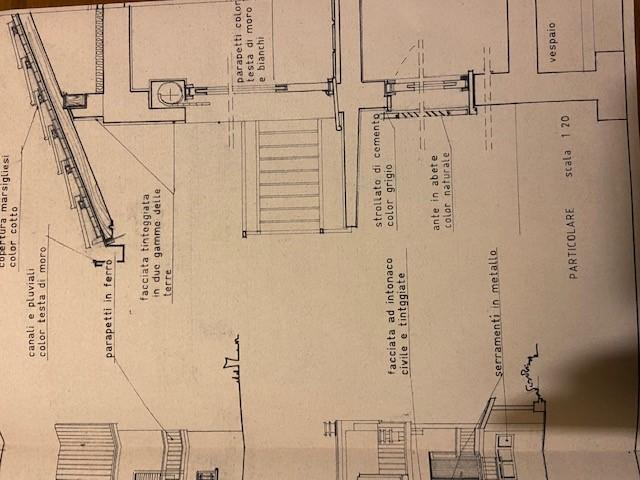 copertura marsigliesi
color cotto
canali e pluviali
color testa di moro
parapetti in ferro
facciata tinteggiata
in due gamme delle
terre
parapetti color
testa di moro
e bianchi
strollato di cemento
color grigio
ante in abete
color naturale
vespaio
PARTICOLARE scala 1 20
facciata ad intonaco
civile e tintggiate
serramenti in metallo